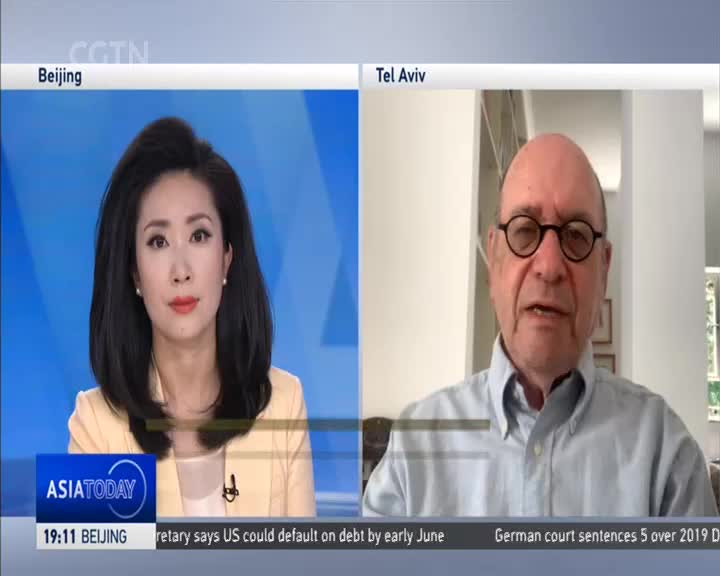 CGTN
Beijing
Tel Aviv
ASIATODAY
19:11 BEIJING
retary says US could default on debt by early June
German court sentences 5 over 2019 D